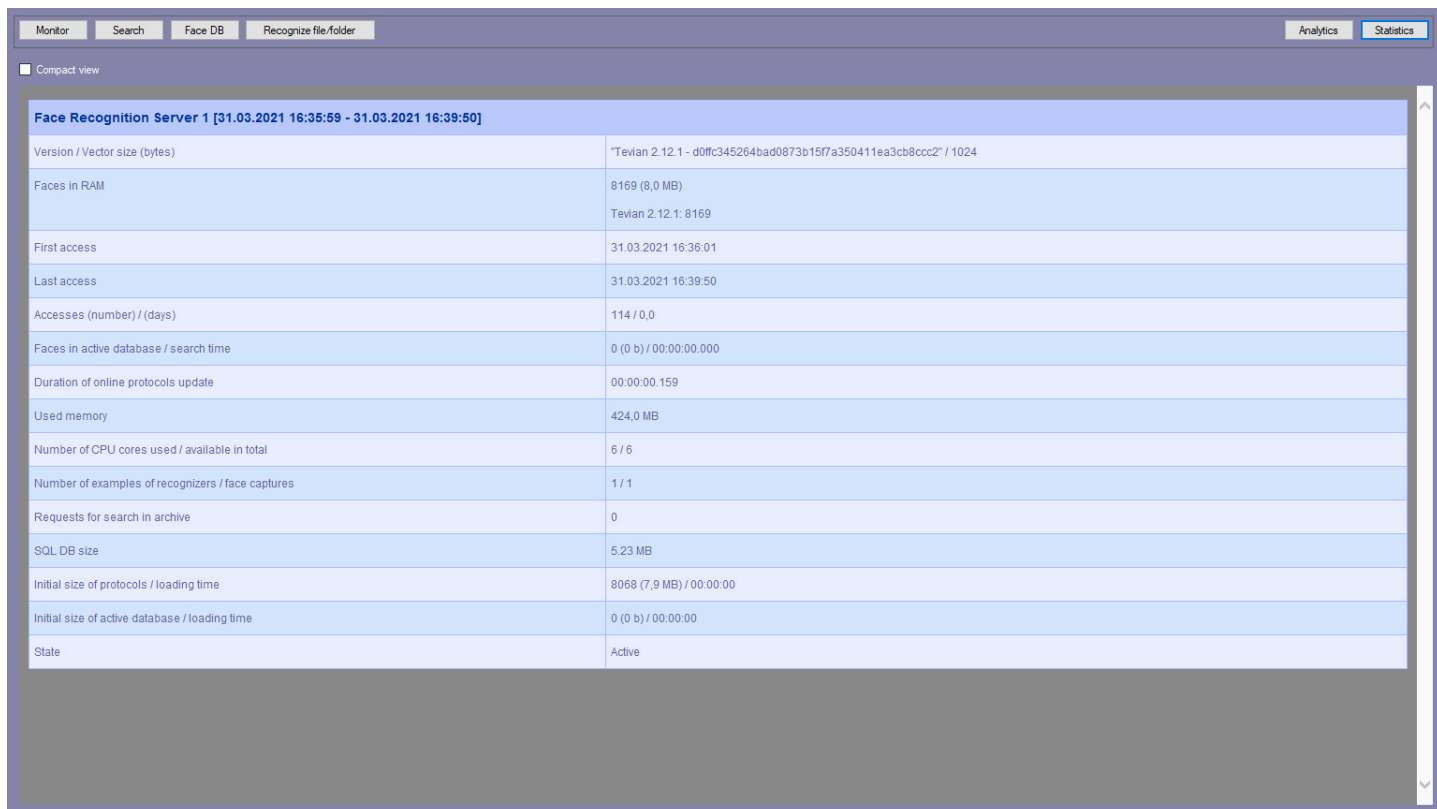 Monitor Search Face DB Recognize file/folder Analytics Statistics
Compact view
Face Recognition Server 1 [31.03.2021 16:35:59 - 31.03.2021 16:39:50]
Version / Vector size (bytes) "Tevian 2.12.1 - d0ffc345264bad0873b15f7a350411ea3cb8ccc2" / 1024
Faces in RAM 8169 (8,0 MB)
Tevian 2.12.1: 8169
First access 31.03.2021 16:36:01
Last access 31.03.2021 16:39:50
Accesses (number) / (days) 114 / 0,0
Faces in active database / search time 0 (0 b) / 00:00:00.000
Duration of online protocols update 00:00:00.159
Used memory 424,0 MB
Number of CPU cores used / available in total 6 / 6
Number of examples of recognizers / face captures 1 / 1
Requests for search in archive 0
SQL DB size 5.23 MB
Initial size of protocols / loading time 8068 (7,9 MB) / 00:00:00
Initial size of active database / loading time 0 (0 b) / 00:00:00
State Active